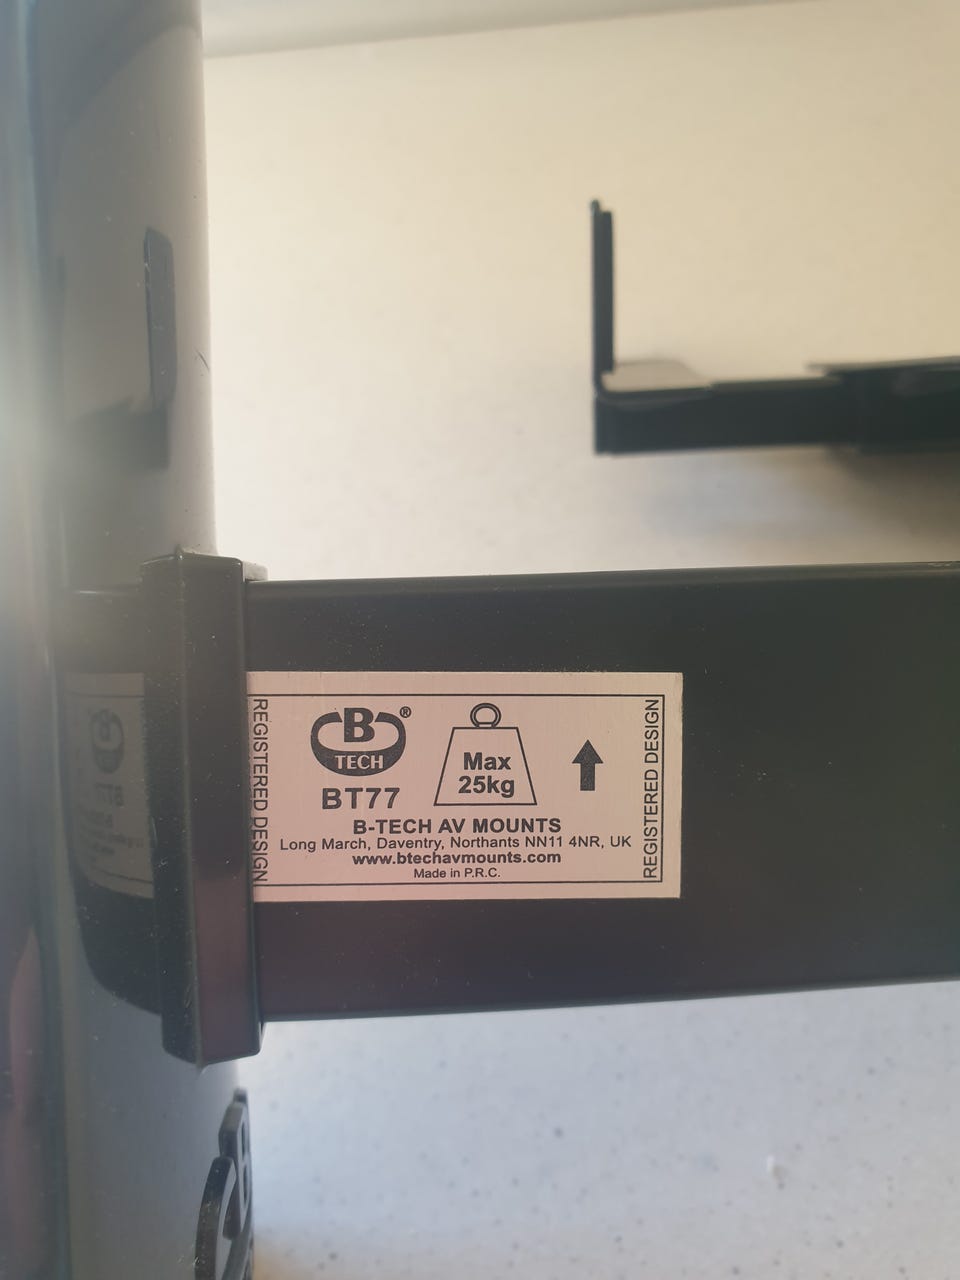 REGISTERED DESIGN
B®
TECH
BT77
Max
25kg
B-TECH AV MOUNTS
Long March, Daventry, Northants NN11 4NR, UK
www.btechavmounts.com
Made in P.R.C.
REGISTERED DESIGN